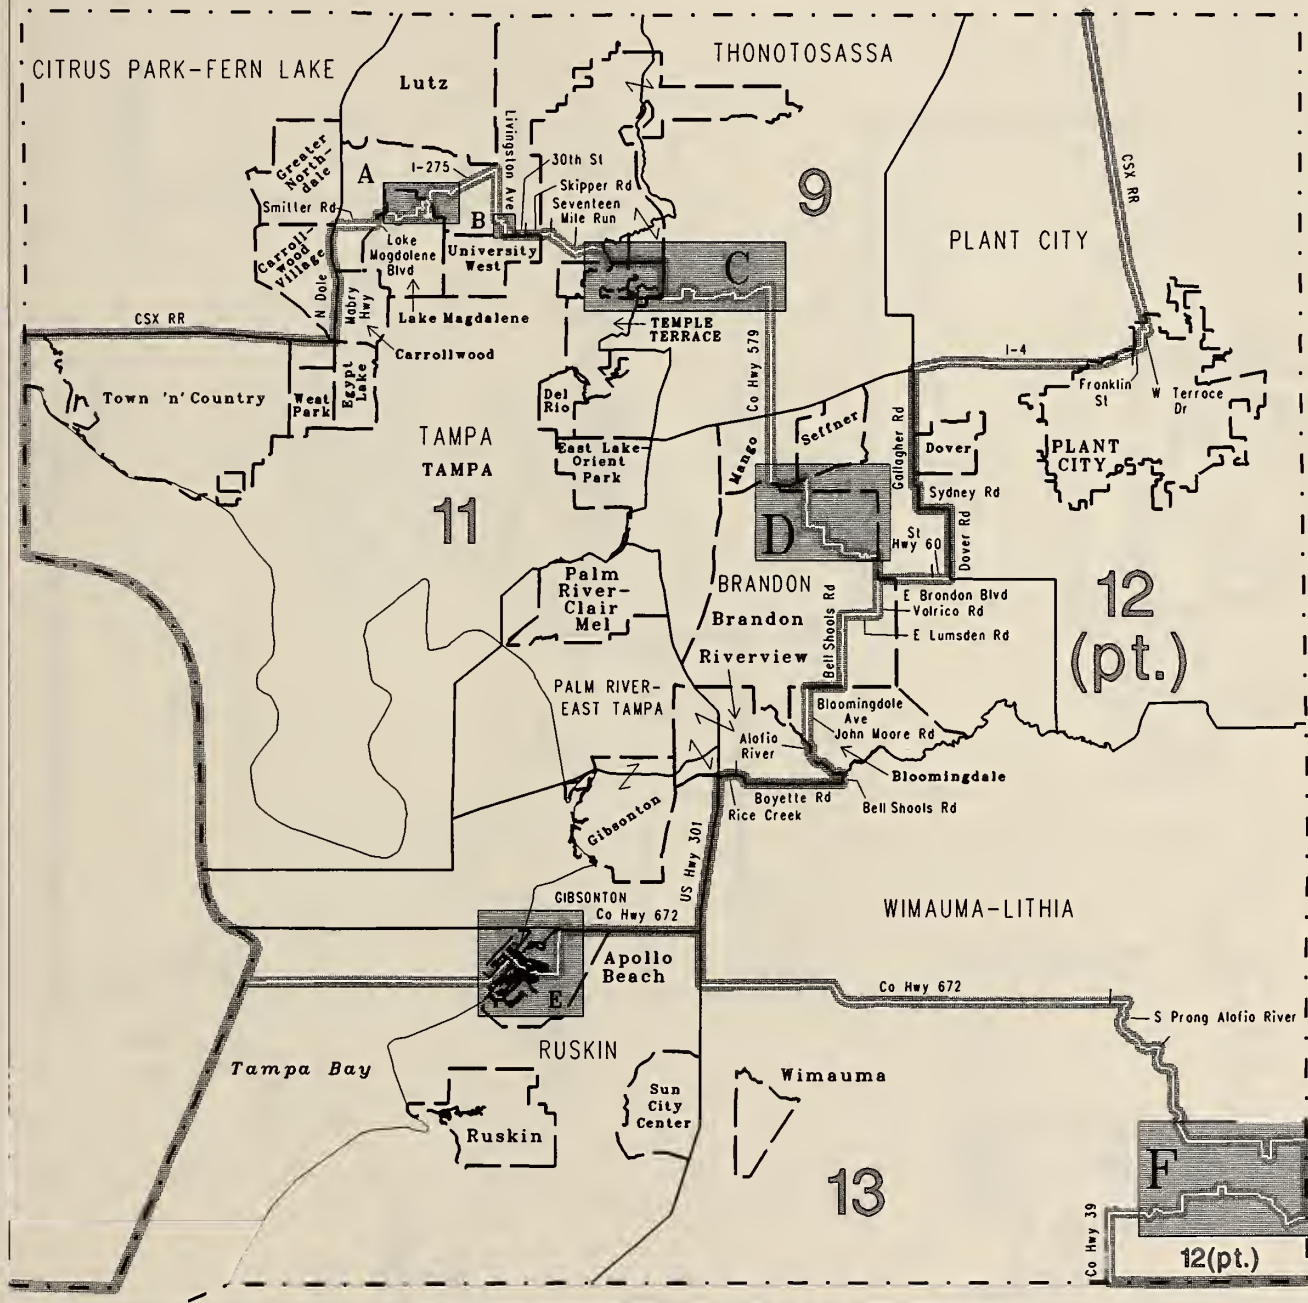 CITRUS PARK-FERN LAKE
THONOTOSASSA
Lutz
Greater
North-
dale
A
I-275
Livingston Ave
30th St
Skipper Rd
Seventeen
Mile Run
9
CSX RR
PLANT CITY
Smitter Rd
B
Carroll-
wood
Village
Lake
Magdalene
Blvd
University
West
C
N Dale
Mabry
Hwy
CSX RR
Lake Magdalene
TEMPLE
TERRACE
Carrollwood
Co Hwy 579
I-4
Franklin
St
W Terrace
Dr
Town 'n' Country
West
Park
Egypt
Lake
Del
Rio
TAMPA
TAMPA
11
East Lake-
Orient
Park
Mango
Seffner
Gallagher Rd
Dover
PLANT
CITY
Sydney Rd
D
St
Hwy 60
Dover Rd
Palm
River-
Clair
Mel
BRANDON
Brandon
E Brandon Blvd
Valrico Rd
E Lumsden Rd
Bell Shoals Rd
12
(pt.)
Riverview
PALM RIVER-
EAST TAMPA
Bloomingdale
Ave
John Moore Rd
Alafia
River
Bloomingdale
Boyette Rd
Rice Creek
Bell Shoals Rd
Gibsonton
US Hwy 301
GIBSONTON
Co Hwy 672
WIMAUMA-LITHIA
Apollo
Beach
E
Co Hwy 672
S Prong Alafia River
RUSKIN
Tampa Bay
Sun
City
Center
Wimauma
Ruskin
13
F
Co Hwy 39
12(pt.)